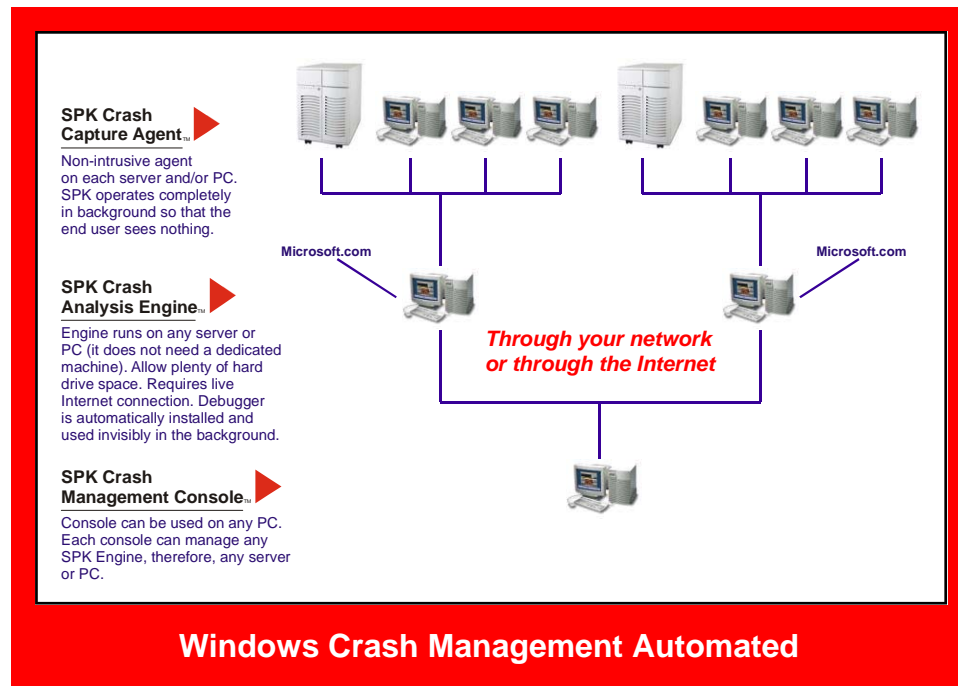 SPK Crash
Capture Agent™
Non-intrusive agent
on each server and/or PC.
SPK operates completely
in background so that the
end user sees nothing.
Microsoft.com
Microsoft.com
SPK Crash
Analysis Engine™
Engine runs on any server or
PC (it does not need a dedicated
machine). Allow plenty of hard
drive space. Requires live
Internet connection. Debugger
is automatically installed and
used invisibly in the background.
Through your network
or through the Internet
SPK Crash
Management Console™
Console can be used on any PC.
Each console can manage any
SPK Engine, therefore, any server
or PC.
Windows Crash Management Automated